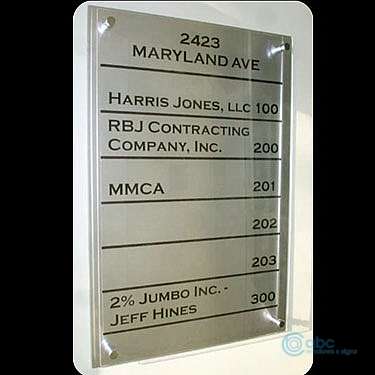 2423
MARYLAND AVE
HARRIS JONES, LLC 100
RBJ CONTRACTING
COMPANY, INC. 200
MMCA 201
202
203
2% JUMBO INC. -
JEFF HINES 300
abc